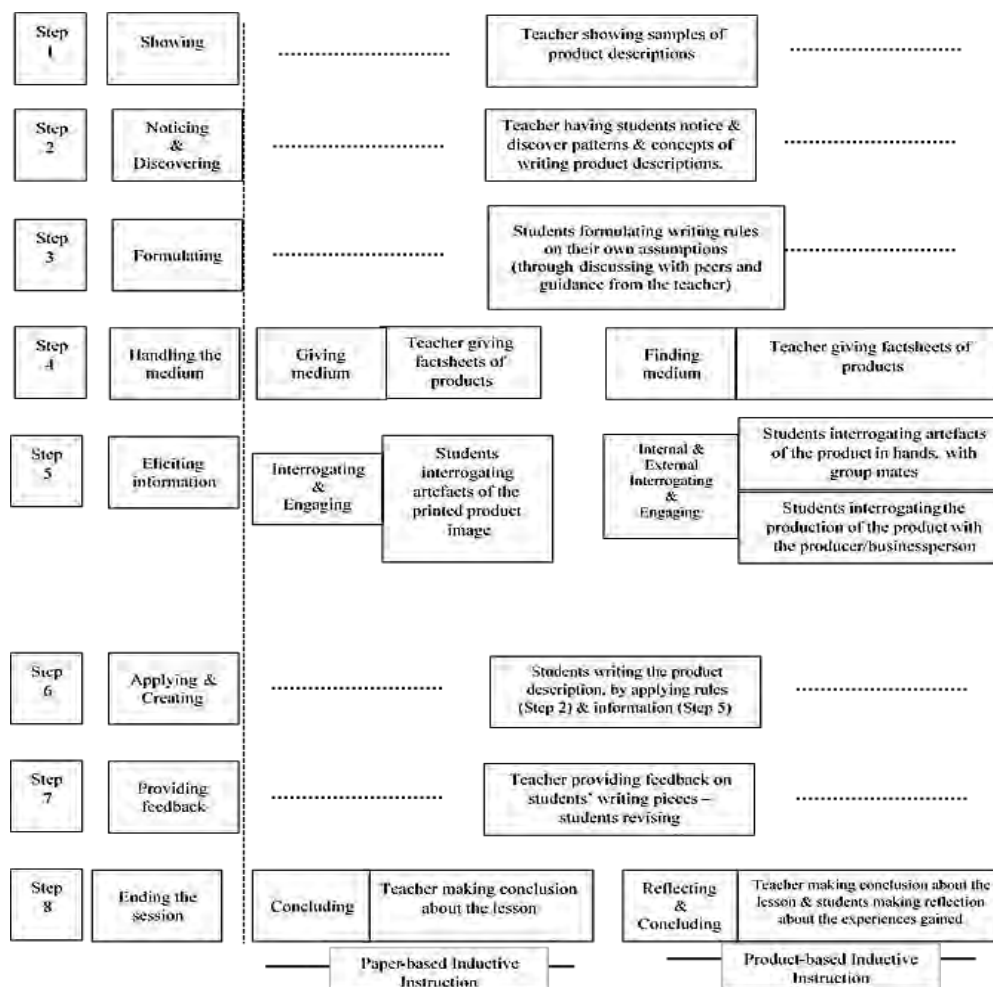 Step
1
Showing
Teacher showing samples of
product descriptions
Step
2
Noticing
&
Discovering
Teacher having students notice &
discover patterns & concepts of
writing product descriptions.
Step
3
Formulating
Students formulating writing rules
on their own assumptions
(through discussing with peers and
guidance from the teacher)
Step
4
Handling the
medium
Giving
medium
Teacher giving
factsheets of
products
Finding
medium
Teacher giving factsheets of
products
Step
5
Eliciting
information
Interrogating
&
Engaging
Students
interrogating
artefacts of the
printed product
image
Internal &
External
Interrogating
&
Engaging
Students interrogating artefacts
of the product in hands, with
group mates
Students interrogating the
production of the product with
the producer/businessperson
Step
6
Applying &
Creating
Students writing the product
description, by applying rules
(Step 2) & information (Step 5)
Step
7
Providing
feedback
Teacher providing feedback on
students' writing pieces –
students revising
Step
8
Ending the
session
Concluding
Teacher making conclusion
about the lesson
Reflecting
&
Concluding
Teacher making conclusion about the
lesson & students making reflection
about the experiences gained
Paper-based Inductive
Instruction
Product-based Inductive
Instruction